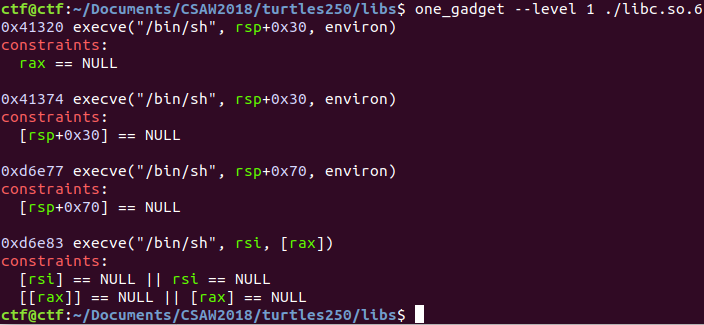 ctf@ctf:~/Documents/CSAW2018/turtles250/libs$ one_gadget --level 1 ./libc.so.6
0x41320 execve("/bin/sh", rsp+0x30, environ)
constraints:
  rax == NULL

0x41374 execve("/bin/sh", rsp+0x30, environ)
constraints:
  [rsp+0x30] == NULL

0xd6e77 execve("/bin/sh", rsp+0x70, environ)
constraints:
  [rsp+0x70] == NULL

0xd6e83 execve("/bin/sh", rsi, [rax])
constraints:
  [rsi] == NULL || rsi == NULL
  [[rax]] == NULL || [rax] == NULL
ctf@ctf:~/Documents/CSAW2018/turtles250/libs$